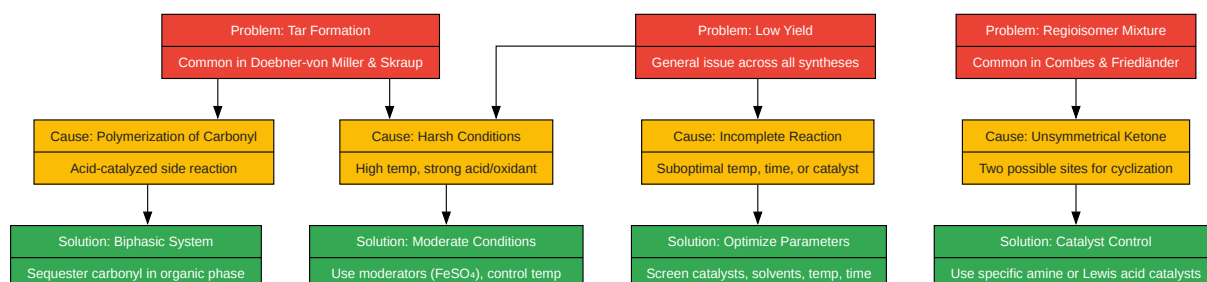 Problem: Tar Formation
Common in Doebner-von Miller & Skraup
Problem: Low Yield
General issue across all syntheses
Problem: Regioisomer Mixture
Common in Combes & Friedländer
Cause: Polymerization of Carbonyl
Acid-catalyzed side reaction
Cause: Harsh Conditions
High temp, strong acid/oxidant
Cause: Incomplete Reaction
Suboptimal temp, time, or catalyst
Cause: Unsymmetrical Ketone
Two possible sites for cyclization
Solution: Biphasic System
Sequester carbonyl in organic phase
Solution: Moderate Conditions
Use moderators (FeSO₄), control temp
Solution: Optimize Parameters
Screen catalysts, solvents, temp, time
Solution: Catalyst Control
Use specific amine or Lewis acid catalysts